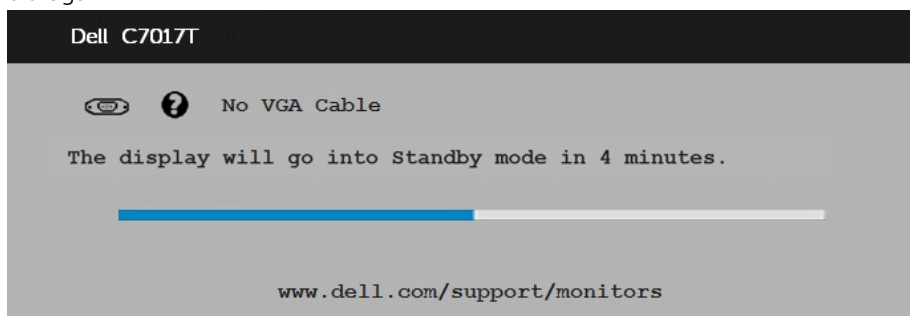 Dell C7017T
No VGA Cable
The display will go into Standby mode in 4 minutes.
www.dell.com/support/monitors